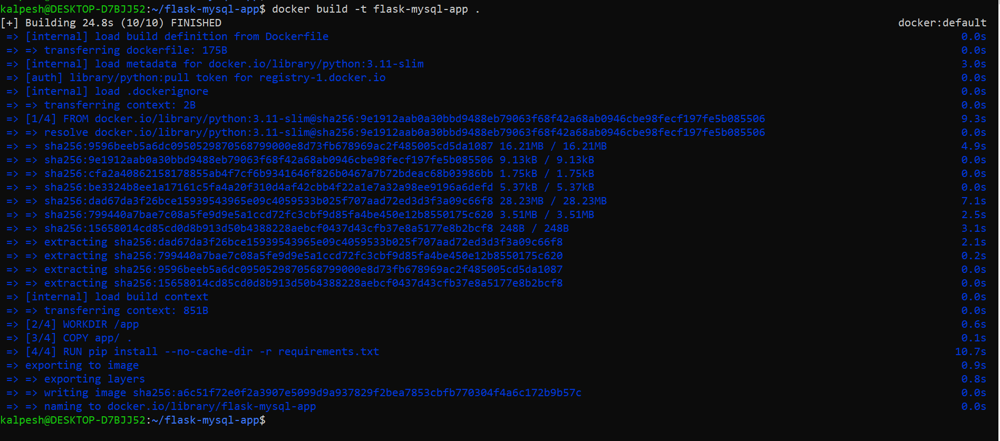 kalpesh@DESKTOP-D7BJJ52:~/flask-mysql-app$ docker build -t flask-mysql-app .
[+] Building 24.8s (10/10) FINISHED docker:default
=> [internal] load build definition from Dockerfile 0.0s
=> => transferring dockerfile: 175B 0.0s
=> [internal] load metadata for docker.io/library/python:3.11-slim 3.0s
=> [auth] library/python:pull token for registry-1.docker.io 0.0s
=> [internal] load .dockerignore 0.0s
=> => transferring context: 2B 0.0s
=> [1/4] FROM docker.io/library/python:3.11-slim@sha256:9e1912aab0a30bbd9488eb79063f68f42a68ab0946cbe98fecf197fe5b085506 9.3s
=> => resolve docker.io/library/python:3.11-slim@sha256:9e1912aab0a30bbd9488eb79063f68f42a68ab0946cbe98fecf197fe5b085506 0.0s
=> => sha256:9596beeb5a6dc0950529870568799000e8d73fb678969ac2f485005cd5da1087 16.21MB / 16.21MB 4.9s
=> => sha256:9e1912aab0a30bbd9488eb79063f68f42a68ab0946cbe98fecf197fe5b085506 9.13kB / 9.13kB 0.0s
=> => sha256:cfa2a40862158178855ab4f7cf6b9341646f826b0467a7b72bdeac68b03986bb 1.75kB / 1.75kB 0.0s
=> => sha256:be3324b8ee1a17161c5fa4a20f310d4af42cbb4f22a1e7a32a98ee9196a6defd 5.37kB / 5.37kB 0.0s
=> => sha256:dad67da3f26bce15939543965e09c4059533b025f707aad72ed3d3f3a09c66f8 28.23MB / 28.23MB 7.1s
=> => sha256:799440a7bae7c08a5fe9d9e5a1ccd72fc3cbf9d85fa4be450e12b8550175c620 3.51MB / 3.51MB 2.5s
=> => sha256:15658014cd85cd0d8b913d50b4388228aebcf0437d43cfb37e8a5177e8b2bcf8 248B / 248B 3.1s
=> => extracting sha256:dad67da3f26bce15939543965e09c4059533b025f707aad72ed3d3f3a09c66f8 2.1s
=> => extracting sha256:799440a7bae7c08a5fe9d9e5a1ccd72fc3cbf9d85fa4be450e12b8550175c620 0.2s
=> => extracting sha256:9596beeb5a6dc0950529870568799000e8d73fb678969ac2f485005cd5da1087 0.0s
=> => extracting sha256:15658014cd85cd0d8b913d50b4388228aebcf0437d43cfb37e8a5177e8b2bcf8 0.0s
=> [internal] load build context 0.0s
=> => transferring context: 851B 0.0s
=> [2/4] WORKDIR /app 0.6s
=> [3/4] COPY app/ . 0.1s
=> [4/4] RUN pip install --no-cache-dir -r requirements.txt 10.7s
=> exporting to image 0.9s
=> => exporting layers 0.8s
=> => writing image sha256:a6c51f72e0f2a3907e5099d9a937829f2bea7853cbfb770304f4a6c172b9b57c 0.0s
=> => naming to docker.io/library/flask-mysql-app 0.0s
kalpesh@DESKTOP-D7BJJ52:~/flask-mysql-app$